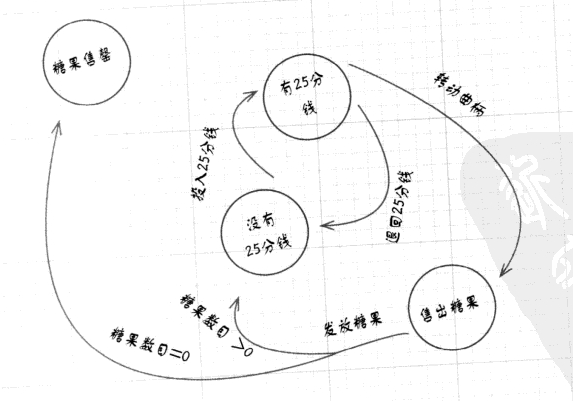 糖果售罄
有25分
钱
转动曲柄
投入25分钱
退回25分钱
没有
25分钱
糖果数目>0
发放糖果
售出糖果
糖果数目=0